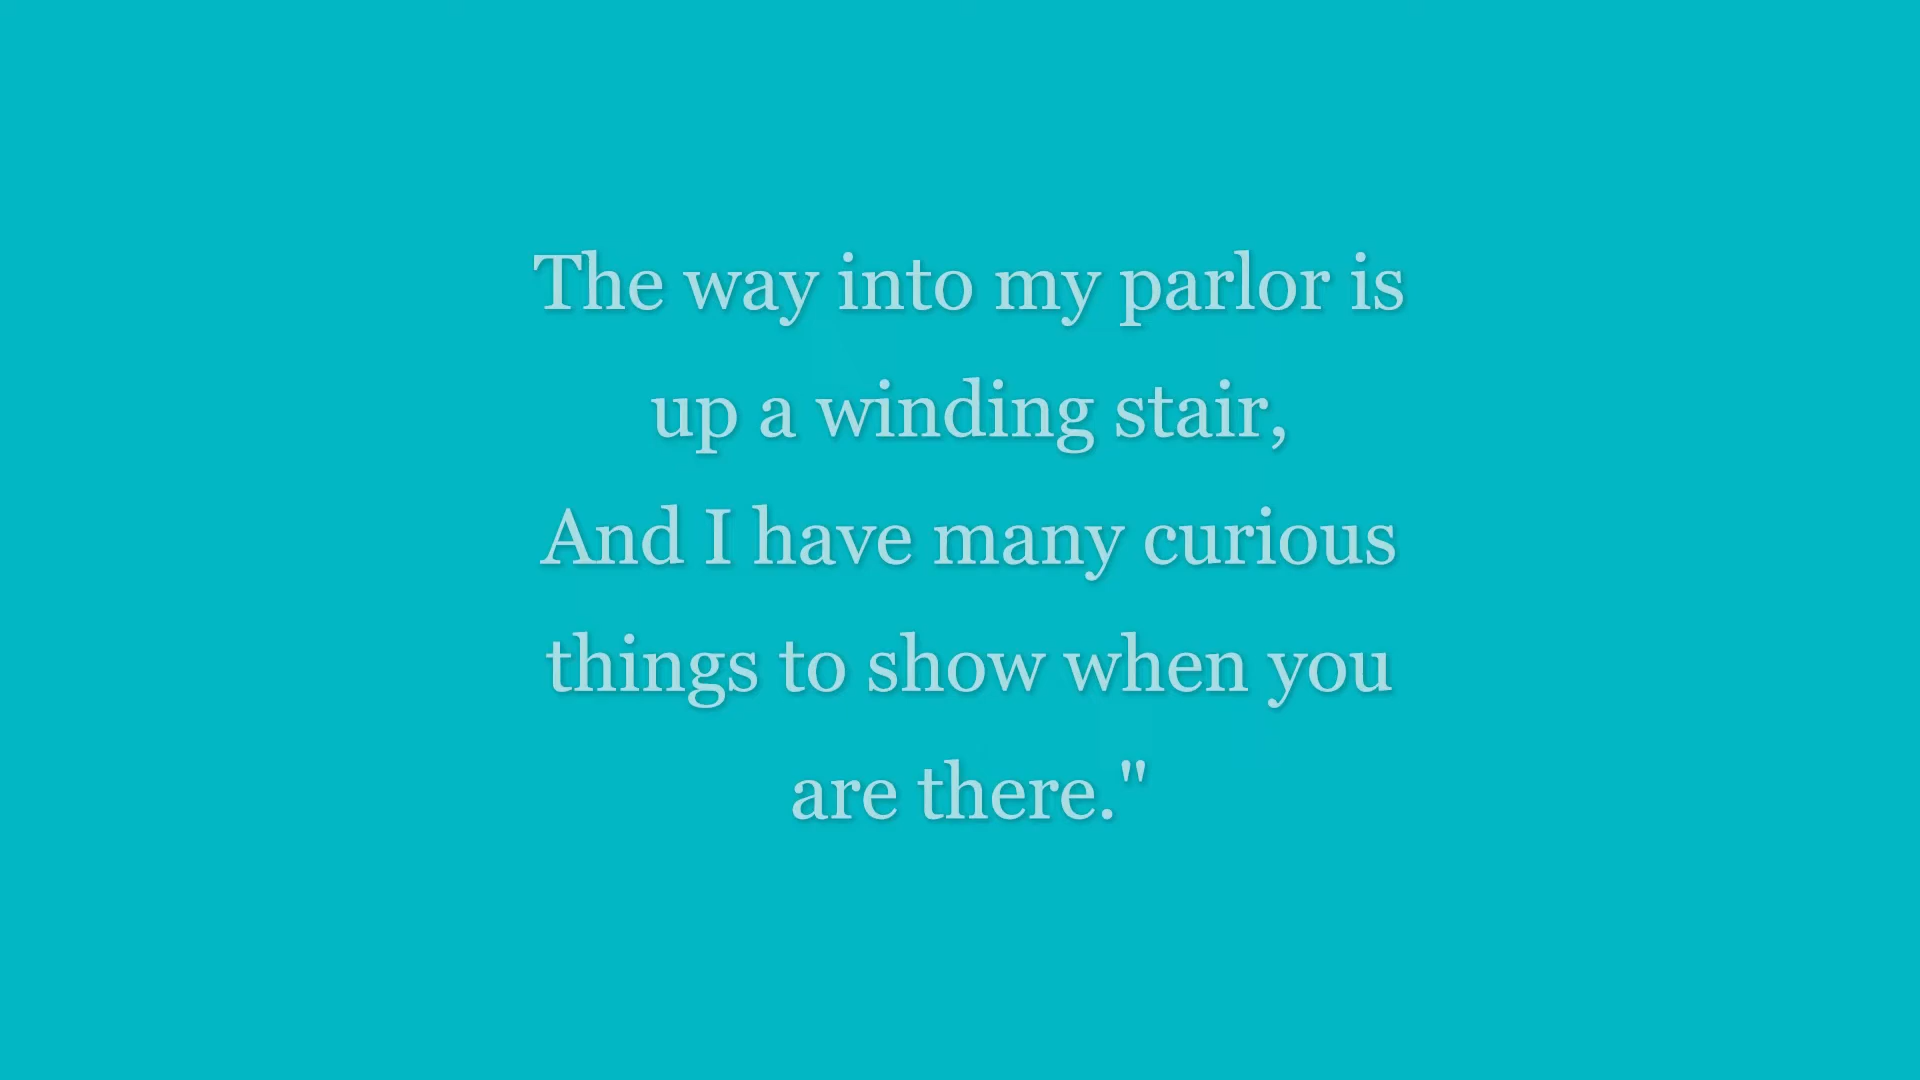 The way into my parlor is
up a winding stair,
And I have many curious
things to show when you
are there."